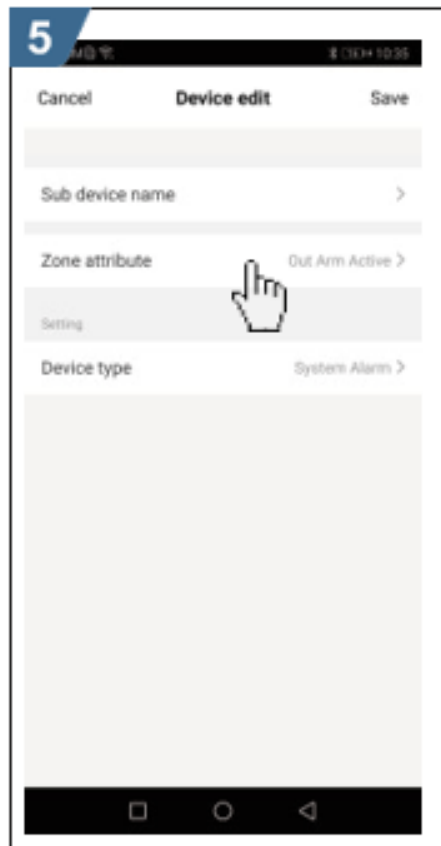 5
10:35
Cancel Device edit Save
Sub device name >
Zone attribute Out Arm Active >
Setting
Device type System Alarm >